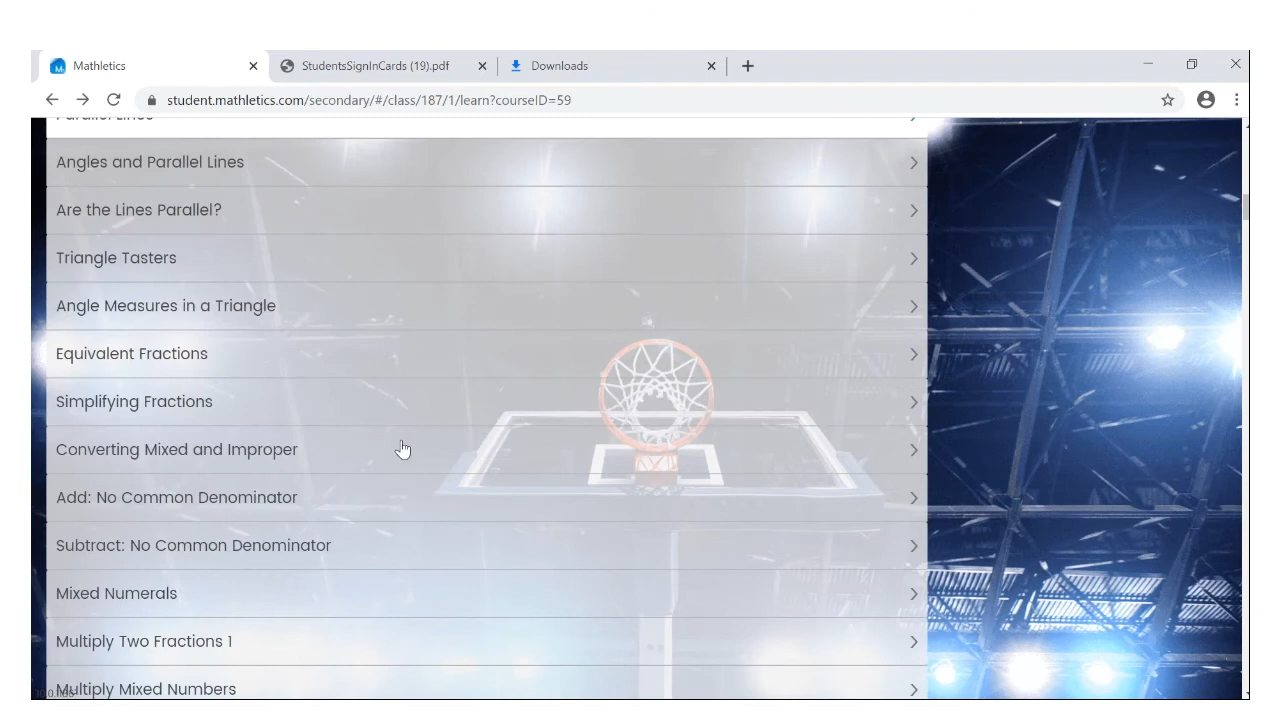 Mathletics
StudentsSignInCards (19).pdf
Downloads
student.mathletics.com/secondary/#/class/187/1/learn?courseID=59
Parallel Lines
Angles and Parallel Lines
Are the Lines Parallel?
Triangle Tasters
Angle Measures in a Triangle
Equivalent Fractions
Simplifying Fractions
Converting Mixed and Improper
Add: No Common Denominator
Subtract: No Common Denominator
Mixed Numerals
Multiply Two Fractions 1
Multiply Mixed Numbers